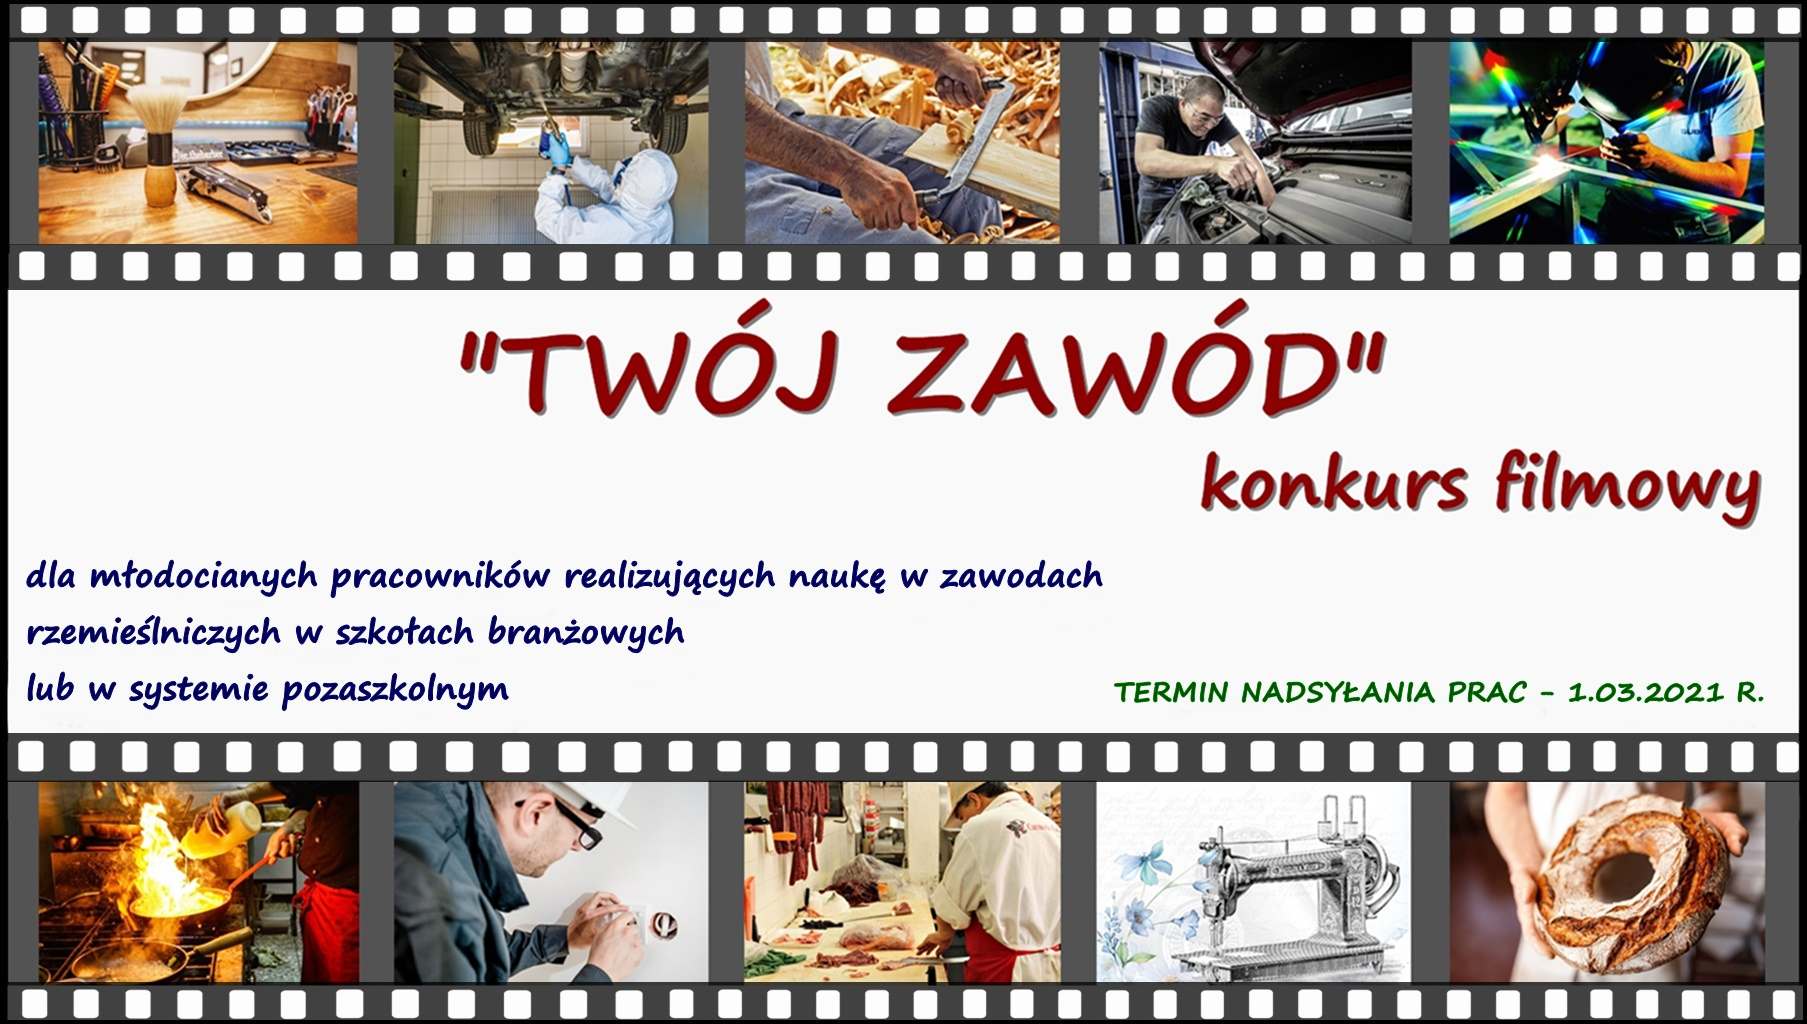 "TWÓJ ZAWÓD"
konkurs filmowy
dla młodocianych pracowników realizujących naukę w zawodach
rzemieślniczych w szkołach branżowych
lub w systemie pozaszkolnym
TERMIN NADSYŁANIA PRAC - 1.03.2021 R.